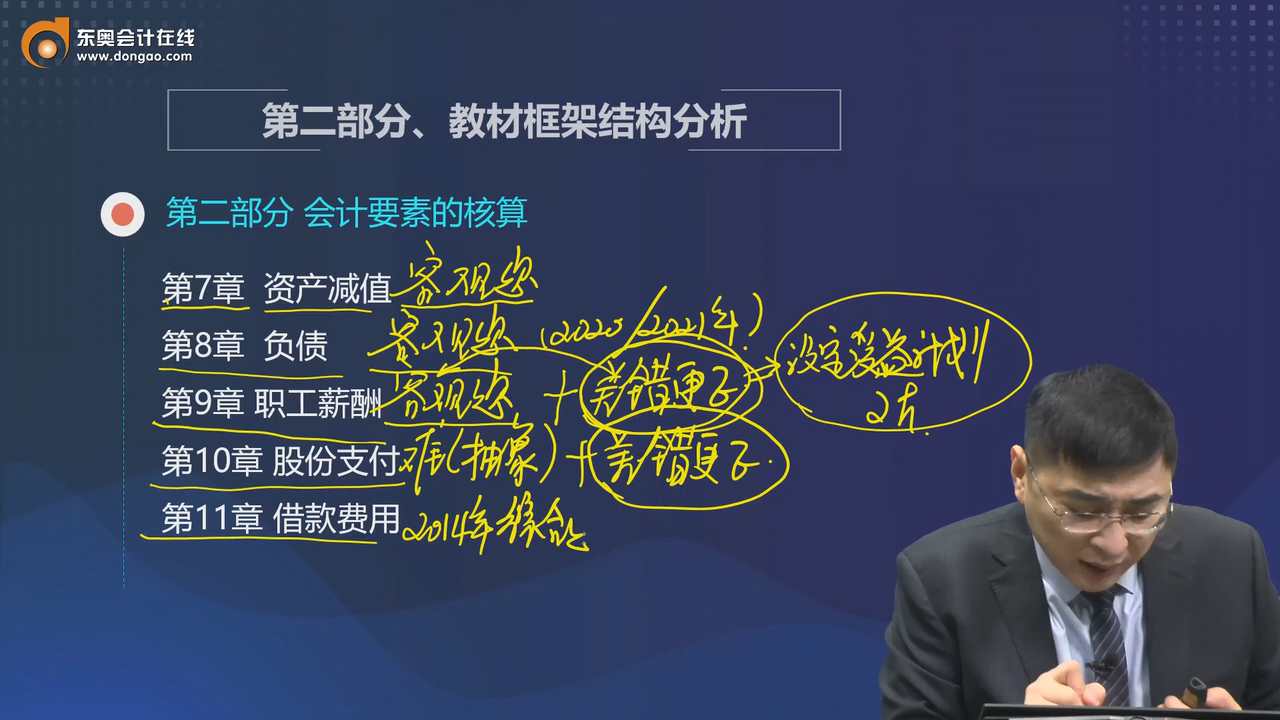 东奥会计在线
www.dongao.com
第二部分、教材框架结构分析
第二部分 会计要素的核算
第7章 资产减值 客观题
第8章 负债 客观题 (2020/2021年)
第9章 职工薪酬 客观题 + 差错更正 → 设定受益计划
2分
第10章 股份支付 难(抽象) + 差错更正
第11章 借款费用 2014年综合